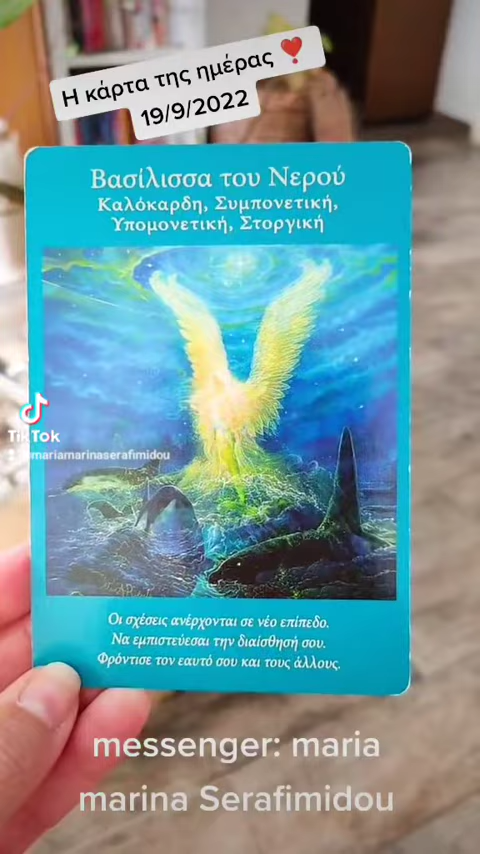 Η κάρτα της ημέρας ❣️
19/9/2022
Βασίλισσα του Νερού
Καλόκαρδη, Συμπονετική,
Υπομονετική, Στοργική
TikTok
@mariamarinaserafimidou
Οι σχέσεις ανέρχονται σε νέο επίπεδο.
Να εμπιστεύεσαι την διαίσθησή σου.
Φρόντισε τον εαυτό σου και τους άλλους.
messenger: maria
marina Serafimidou